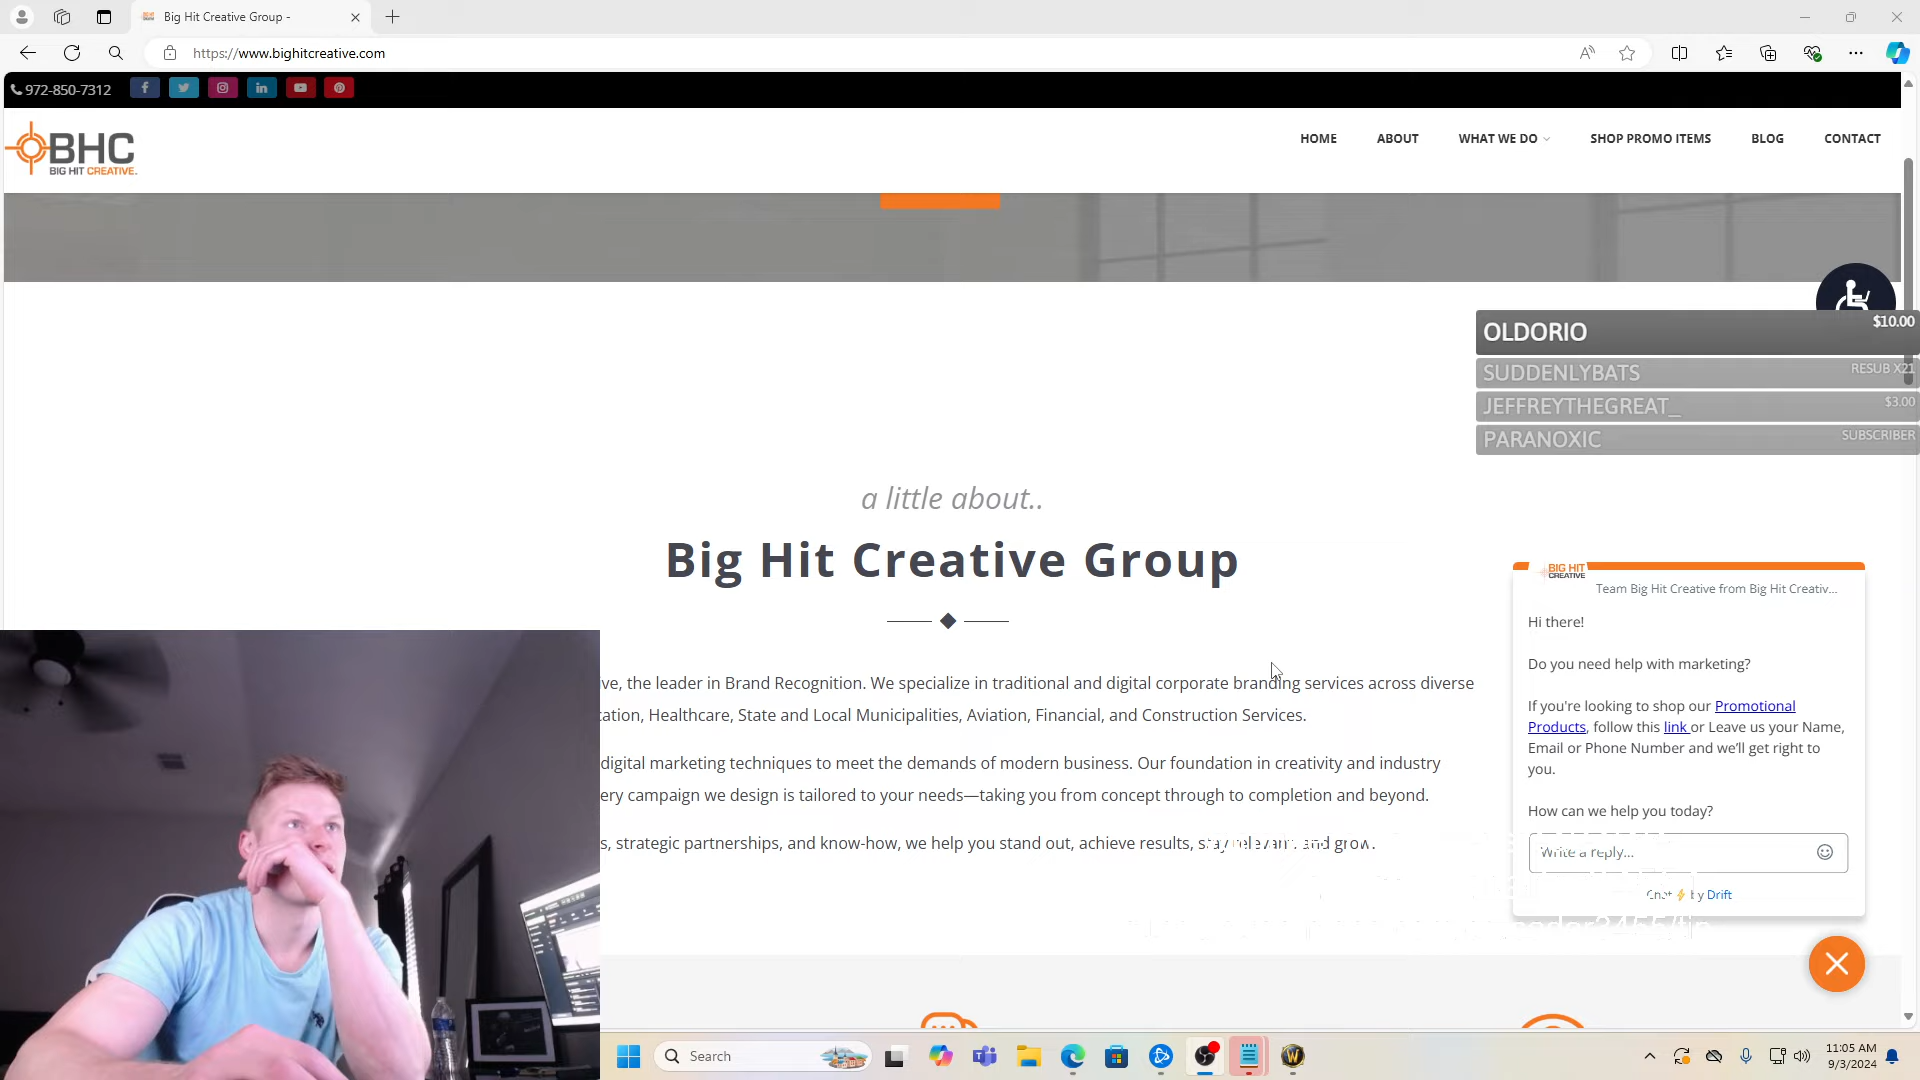 Big Hit Creative Group -
https://www.bighitcreative.com
972-850-7312
BHC
BIG HIT CREATIVE.
HOME
ABOUT
WHAT WE DO
SHOP PROMO ITEMS
BLOG
CONTACT
OLDORIO $10.00
SUDDENLYBATS RESUB X21
JEFFREYTHEGREAT_ $3.00
PARANOXIC SUBSCRIBER
a little about..
Big Hit Creative Group
ive, the leader in Brand Recognition. We specialize in traditional and digital corporate branding services across diverse
cation, Healthcare, State and Local Municipalities, Aviation, Financial, and Construction Services.
digital marketing techniques to meet the demands of modern business. Our foundation in creativity and industry
ery campaign we design is tailored to your needs—taking you from concept through to completion and beyond.
s, strategic partnerships, and know-how, we help you stand out, achieve results, stay relevant, and grow.
BIG HIT
CREATIVE
Team Big Hit Creative from Big Hit Creativ...
Hi there!
Do you need help with marketing?
If you're looking to shop our Promotional
Products, follow this link or Leave us your Name,
Email or Phone Number and we'll get right to
you.
How can we help you today?
Write a reply...
Chat by Drift
Search
11:05 AM
9/3/2024